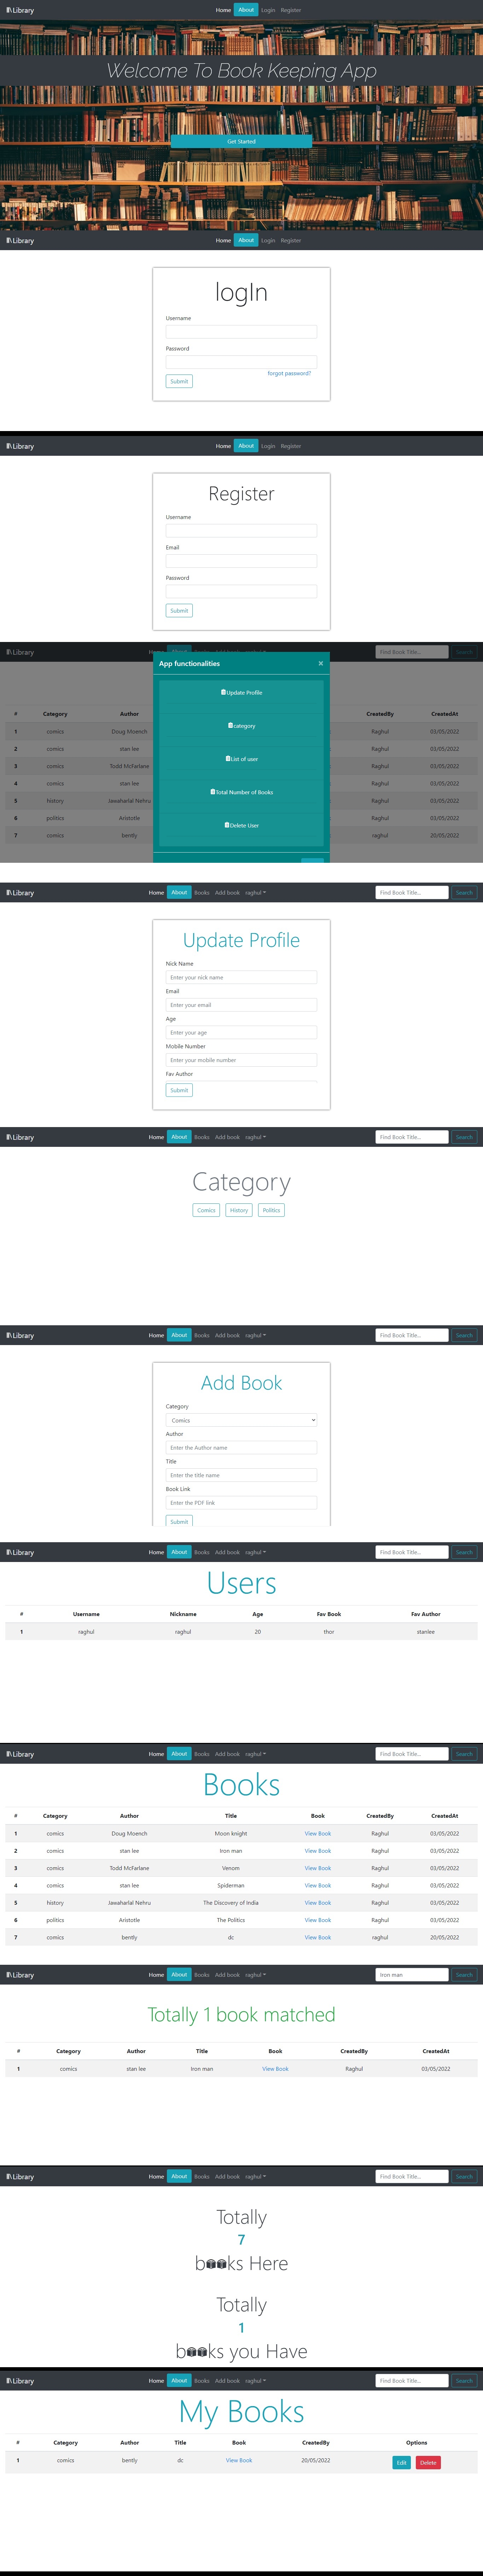 Library Home About Login Register
Welcome To Book Keeping App
Get Started
Library Home About Login Register
logIn
Username
Password
forgot password?
Submit
Library Home About Login Register
Register
Username
Email
Password
Submit
Library Find Book Title... Search
App functionalities ×
Update Profile
# Category Author CreatedBy CreatedAt
category
1 comics Doug Moench Raghul 03/05/2022
2 comics stan lee Raghul 03/05/2022
List of user
3 comics Todd McFarlane Raghul 03/05/2022
4 comics stan lee Raghul 03/05/2022
Total Number of Books
5 history Jawaharlal Nehru Raghul 03/05/2022
6 politics Aristotle Raghul 03/05/2022
Delete User
7 comics bently raghul 20/05/2022
Library Home About Books Add book raghul Find Book Title... Search
Update Profile
Nick Name
Enter your nick name
Email
Enter your email
Age
Enter your age
Mobile Number
Enter your mobile number
Fav Author
Submit
Library Home About Books Add book raghul Find Book Title... Search
Category
Comics History Politics
Library Home About Books Add book raghul Find Book Title... Search
Add Book
Category
Comics
Author
Enter the Author name
Title
Enter the title name
Book Link
Enter the PDF link
Submit
Library Home About Books Add book raghul Find Book Title... Search
Users
# Username Nickname Age Fav Book Fav Author
1 raghul raghul 20 thor stanlee
Library Home About Books Add book raghul Find Book Title... Search
Books
# Category Author Title Book CreatedBy CreatedAt
1 comics Doug Moench Moon knight View Book Raghul 03/05/2022
2 comics stan lee Iron man View Book Raghul 03/05/2022
3 comics Todd McFarlane Venom View Book Raghul 03/05/2022
4 comics stan lee Spiderman View Book Raghul 03/05/2022
5 history Jawaharlal Nehru The Discovery of India View Book Raghul 03/05/2022
6 politics Aristotle The Politics View Book Raghul 03/05/2022
7 comics bently dc View Book raghul 20/05/2022
Library Home About Books Add book raghul Iron man Search
Totally 1 book matched
# Category Author Title Book CreatedBy CreatedAt
1 comics stan lee Iron man View Book Raghul 03/05/2022
Library Home About Books Add book raghul Find Book Title... Search
Totally
7
b ks Here
Totally
1
b ks you Have
Library Home About Books Add book raghul Find Book Title... Search
My Books
# Category Author Title Book CreatedBy Options
1 comics bently dc View Book 20/05/2022 Edit Delete